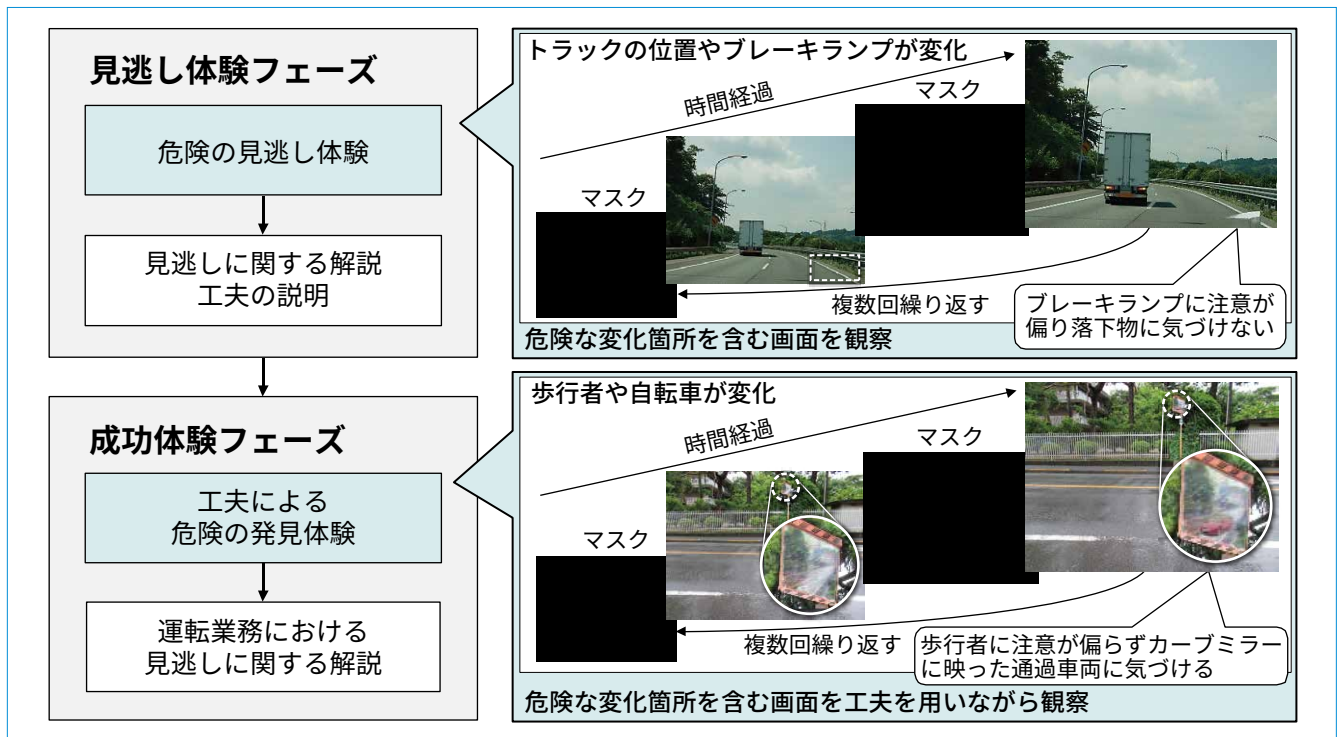 見逃し体験フェーズ
危険の見逃し体験
見逃しに関する解説
工夫の説明
トラックの位置やブレーキランプが変化
時間経過
マスク
マスク
複数回繰り返す
ブレーキランプに注意が
偏り落下物に気づけない
危険な変化箇所を含む画面を観察
成功体験フェーズ
工夫による
危険の発見体験
運転業務における
見逃しに関する解説
歩行者や自転車が変化
時間経過
マスク
マスク
複数回繰り返す
歩行者に注意が偏らずカーブミラー
に映った通過車両に気づける
危険な変化箇所を含む画面を工夫を用いながら観察